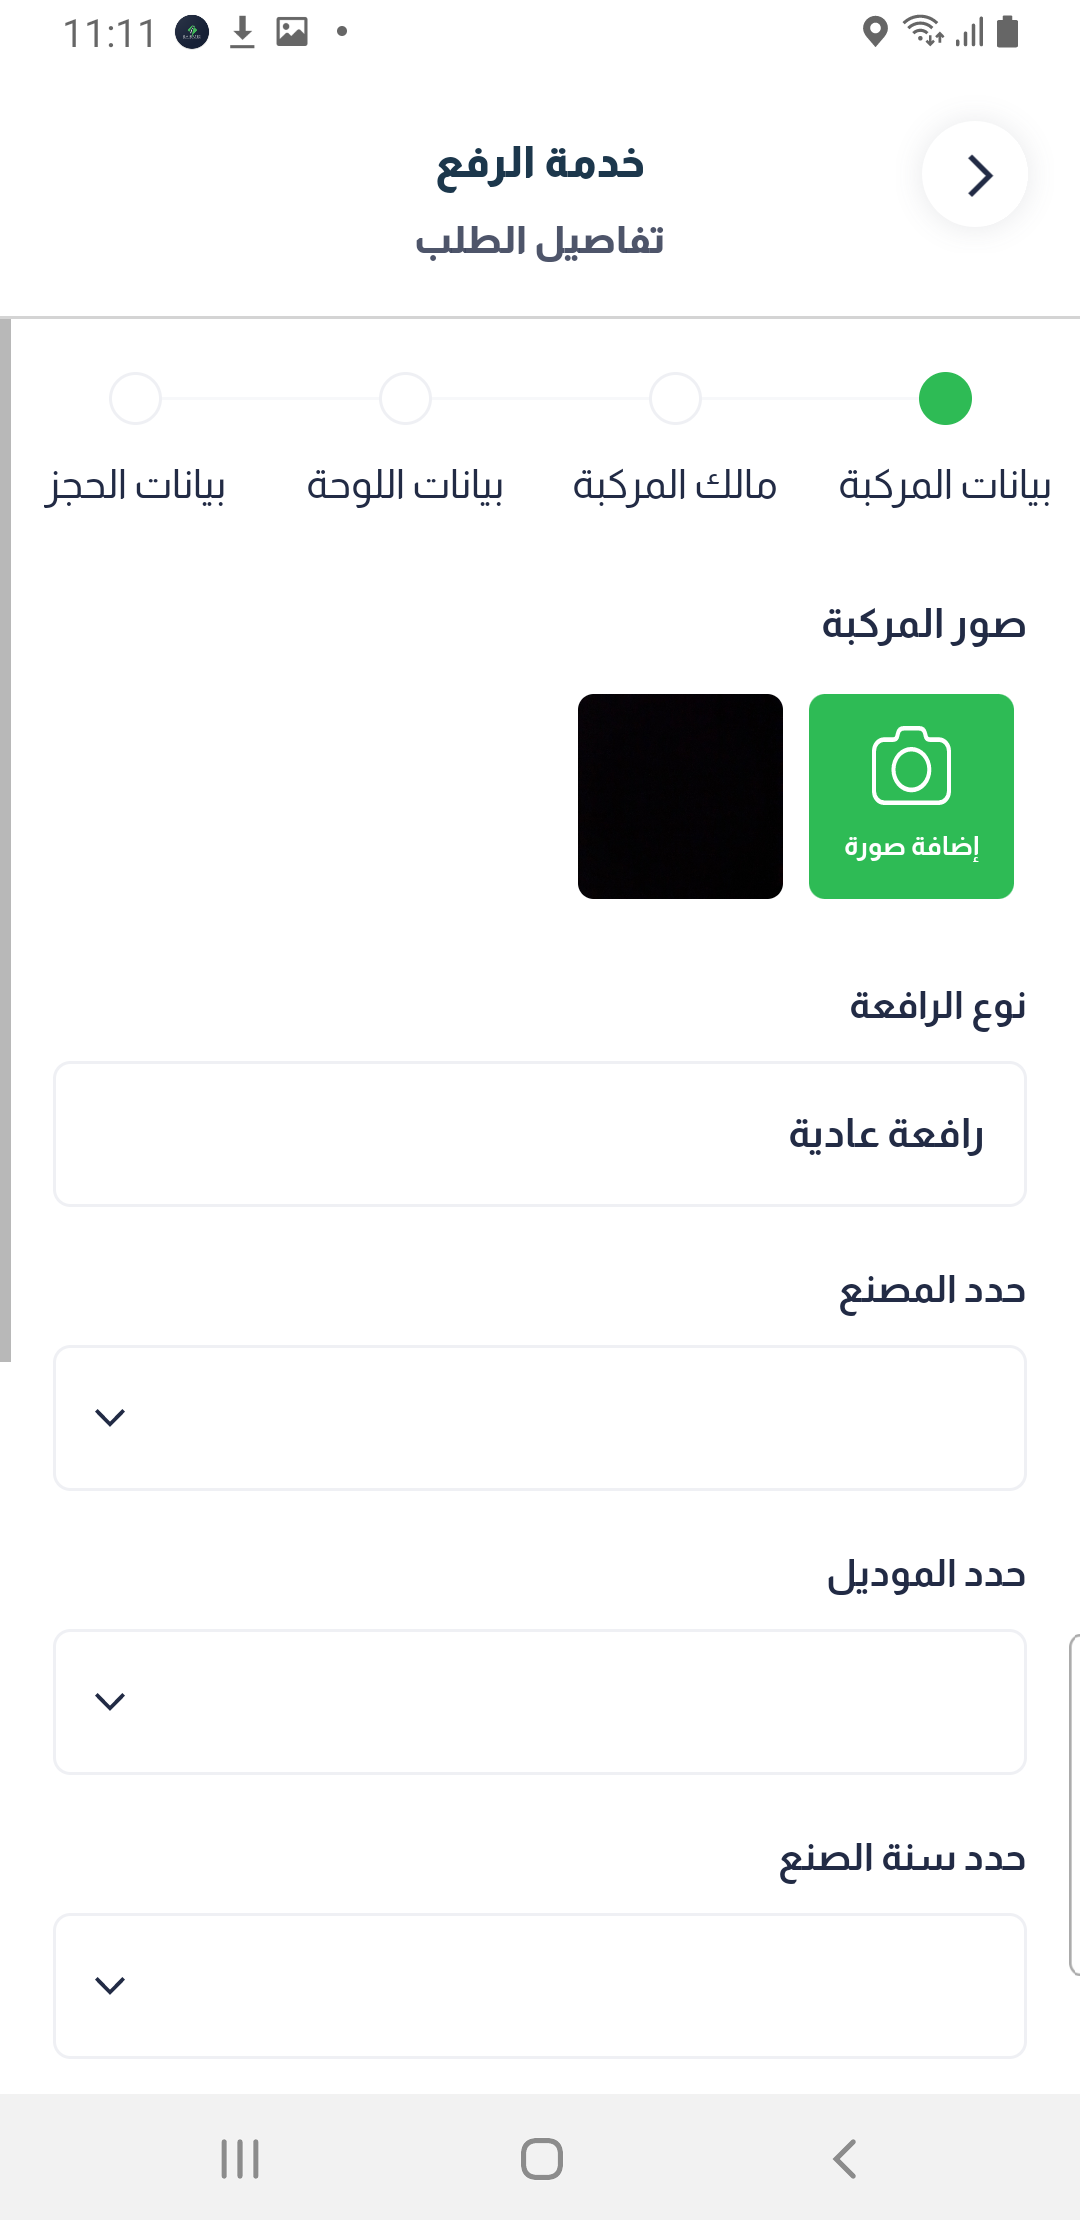 11:11
خدمة الرفع
تفاصيل الطلب
بيانات المركبة
مالك المركبة
بيانات اللوحة
بيانات الحجز
صور المركبة
إضافة صورة
نوع الرافعة
رافعة عادية
حدد المصنع
حدد الموديل
حدد سنة الصنع